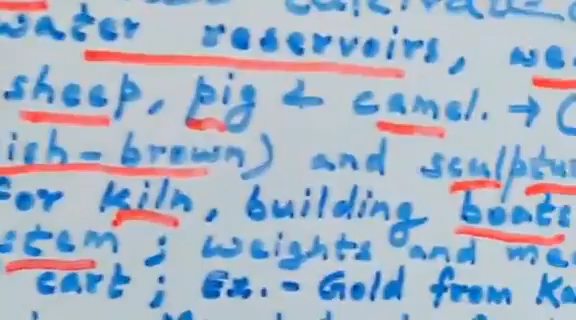 water reservoirs, we
sheep, pig & camel. → (
ish-brown) and sculptu
for kiln, building boats
stem ; weights and me
cart ; Ex. - Gold from Ka